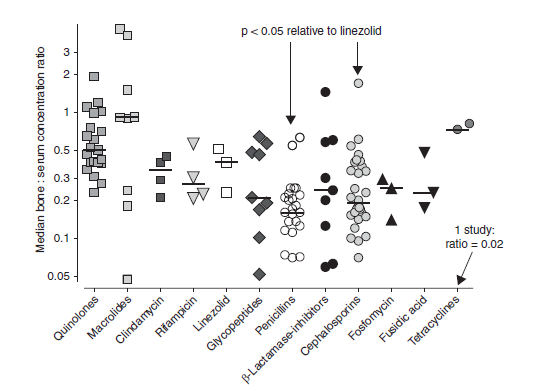 p < 0.05 relative to linezolid
Median bone : serum concentration ratio
3
2
1
0.5
0.3
0.2
0.1
0.05
1 study:
ratio = 0.02
Quinolones
Macrolides
Clindamycin
Rifampicin
Linezolid
Glycopeptides
Penicillins
β-Lactamase-inhibitors
Cephalosporins
Fosfomycin
Fusidic acid
Tetracyclines